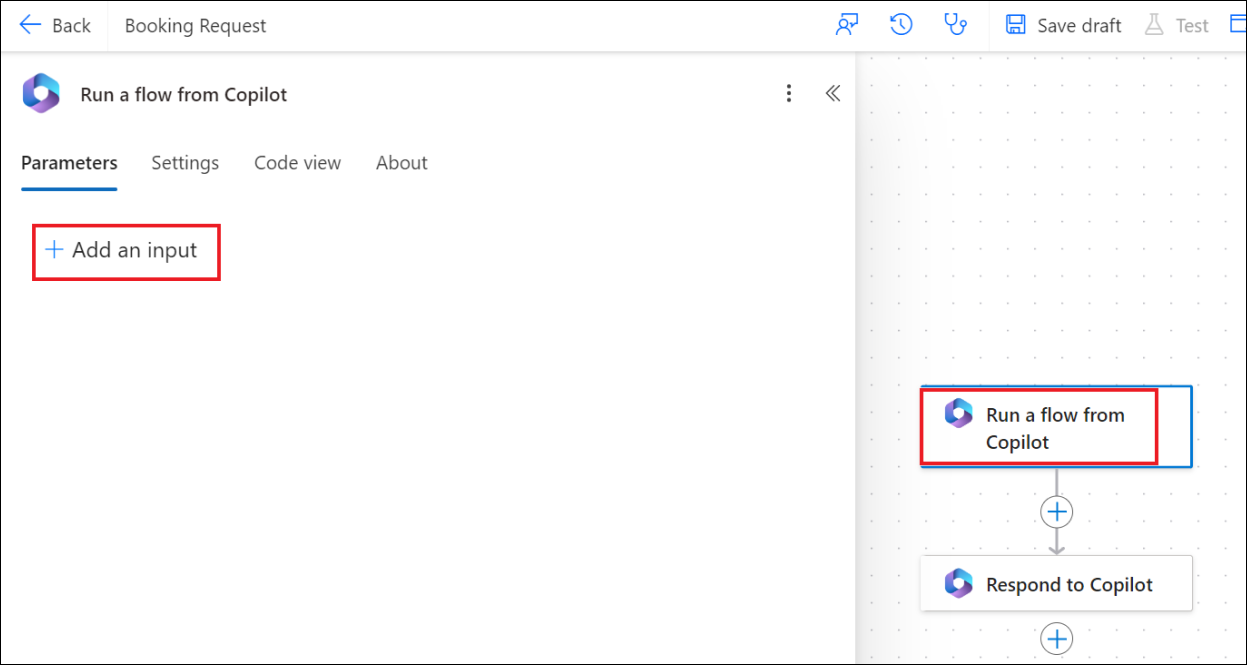 Back
Booking Request
Save draft
Test
Run a flow from Copilot
Parameters
Settings
Code view
About
Add an input
Run a flow from
Copilot
Respond to Copilot